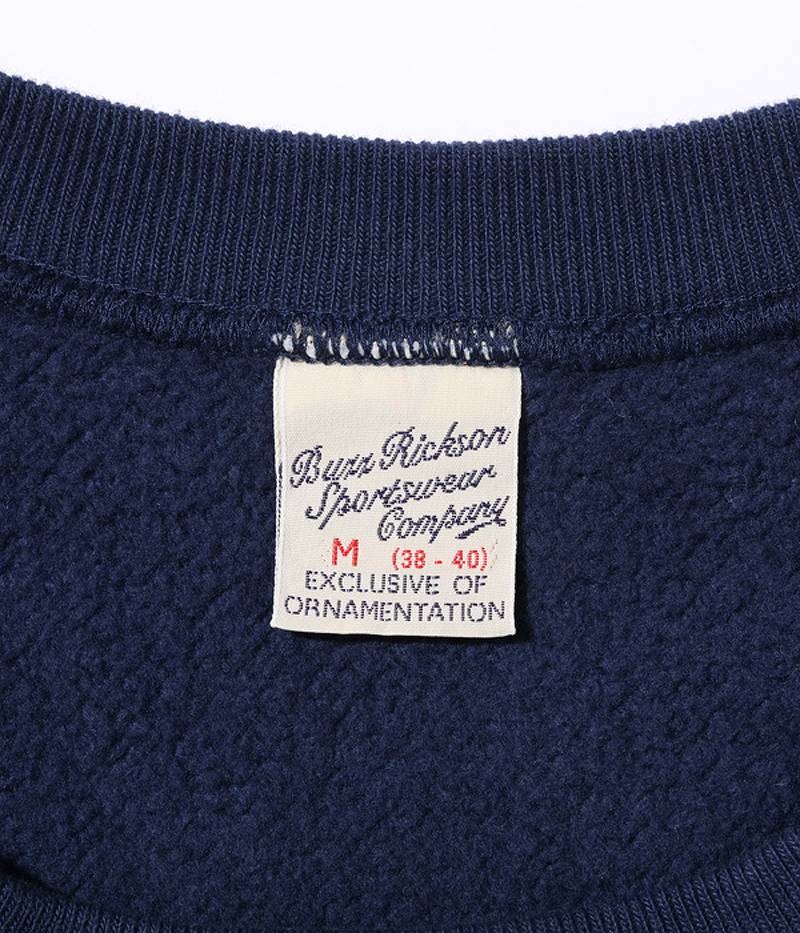 Buzz Rickson
Sportswear
Company
M (38 - 40)
EXCLUSIVE OF
ORNAMENTATION